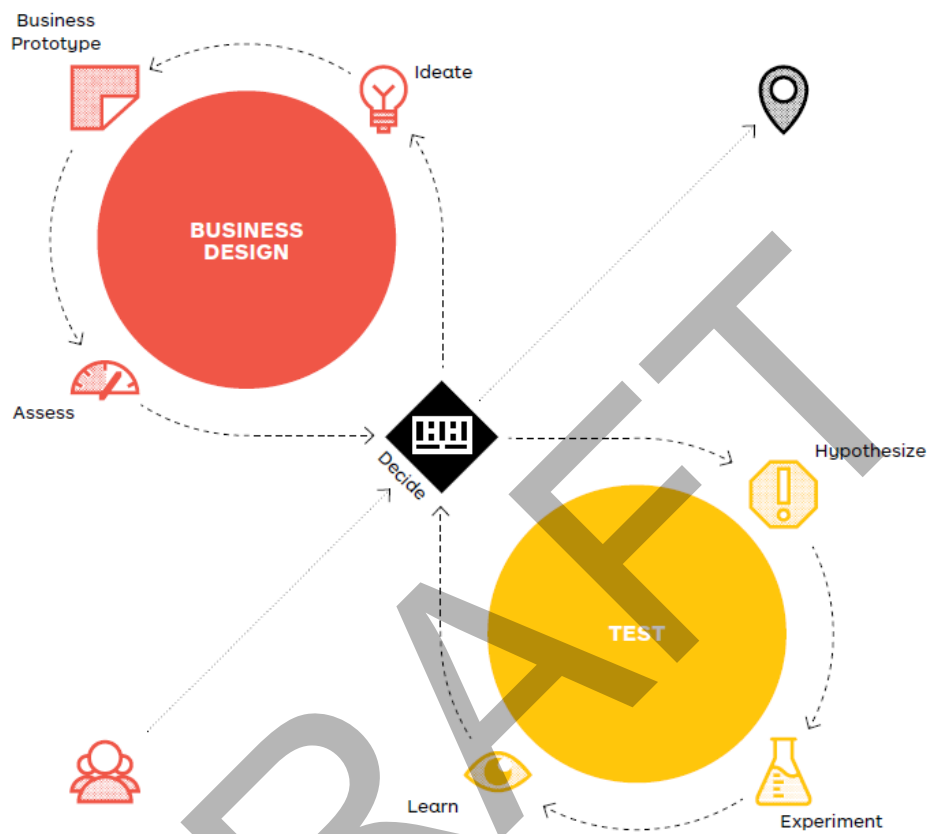 Business
Prototype
Ideate
BUSINESS
DESIGN
Assess
Decide
Hypothesize
TEST
Learn
Experiment
DRAFT